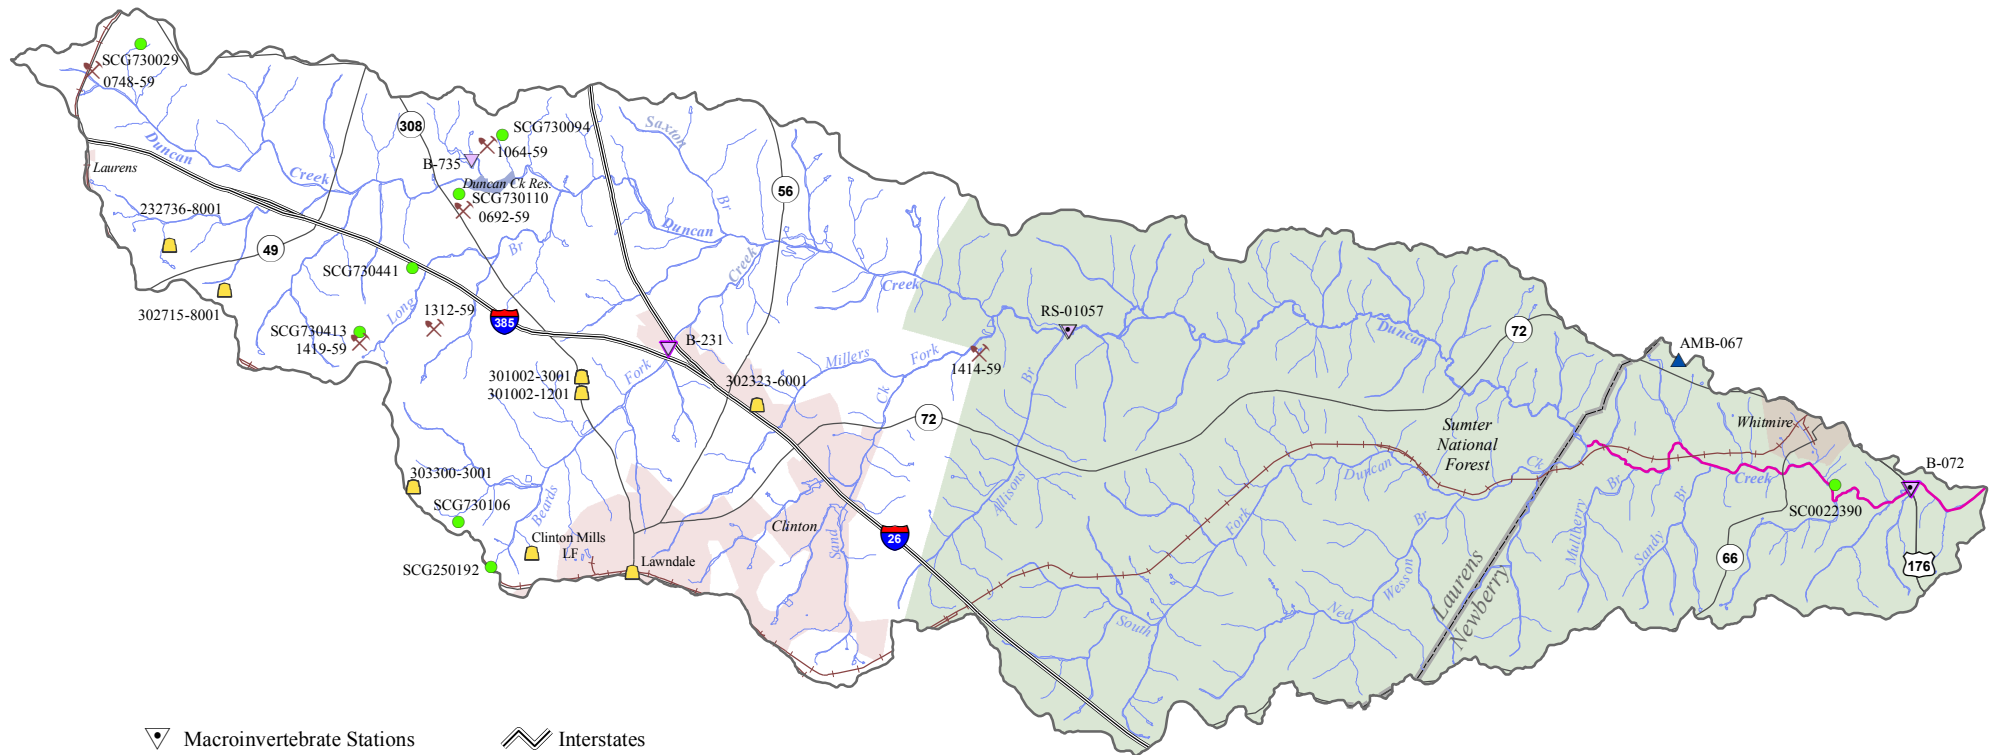 SCG730029
0748-59
308
SCG730094
1064-59
B-735
Duncan Ck Res.
SCG730110
0692-59
Duncan
Creek
Laurens
232736-8001
49
302715-8001
SCG730441
SCG730413
1419-59
1312-59
Long
Br
385
Saxton
Br
56
Duncan
Creek
Creek
B-231
301002-3001
301002-1201
Fork
302323-6001
Millers
Fork
Ck
1414-59
RS-01057
Br
72
Duncan
72
AMB-067
303300-3001
SCG730106
Beards
Clinton Mills
LF
SCG250192
Lawndale
Clinton
Sand
26
Allisons
Sumter
National
Forest
Duncan
Ck
Fork
South
Br
Wesson
Ned
Laurens
Newberry
Mullberry
Br
Sandy
Br
Whitmire
Creek
B-072
SC0022390
66
176
Macroinvertebrate Stations
Interstates